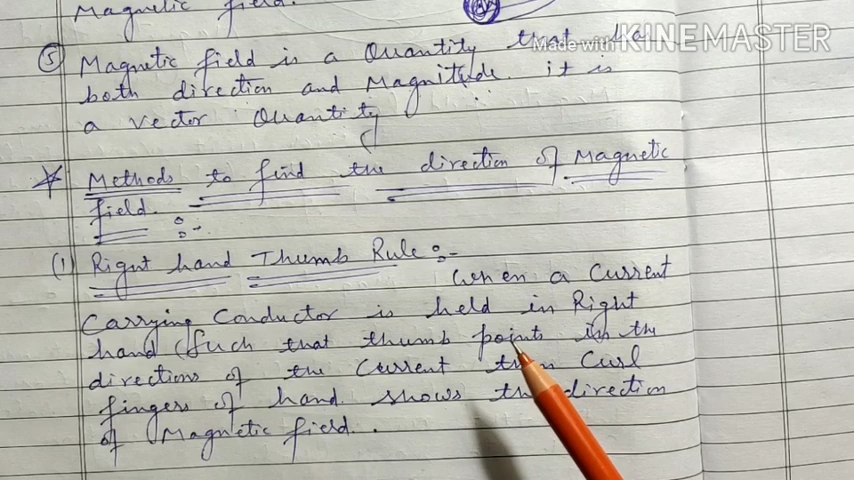 Magnetic field.
Made with KINEMASTER
(5) Magnetic field is a Quantity that ha
both direction and Magnitude. it is
a vector Quantity
* Methods to find the direction of Magnetic
field. :-
(1) Right hand Thumb Rule :-
When a Current
Carrying Conductor is held in Right
hand (Such that thumb points in the
directions of the Current then Curl
fingers of hand shows the direction
of Magnetic field.